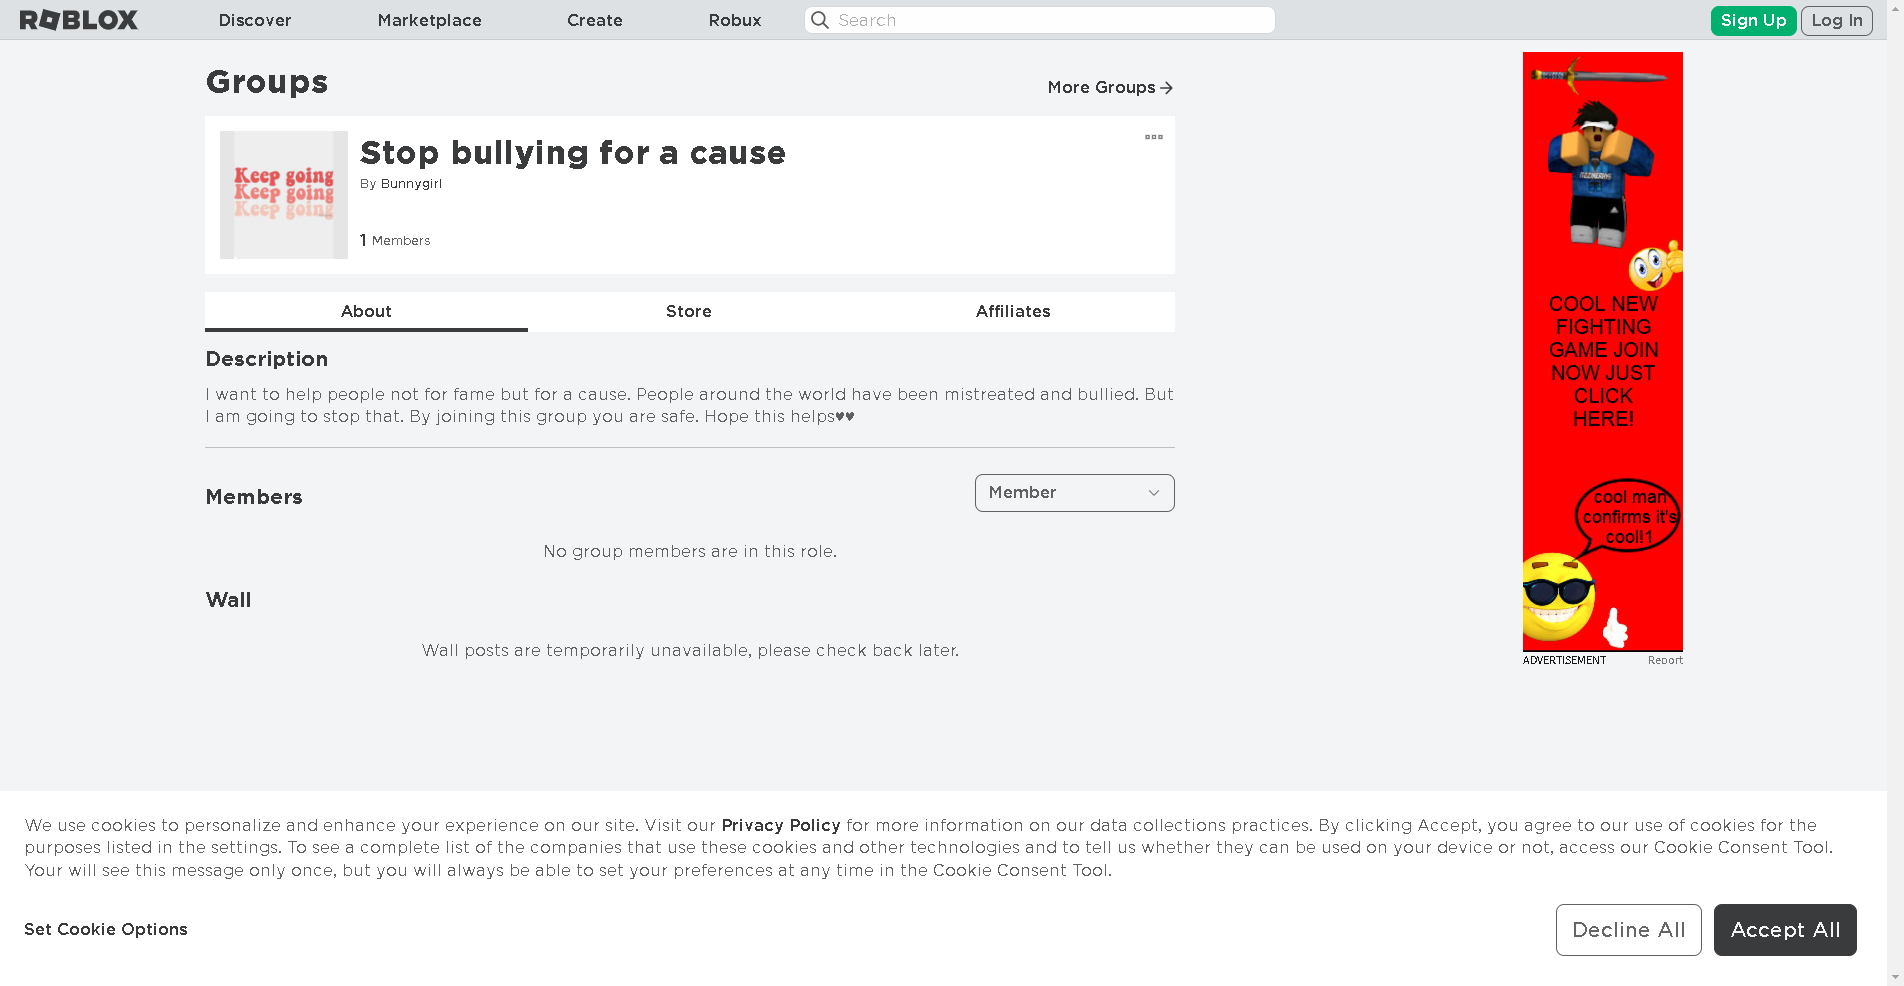 ROBLOX
Discover
Marketplace
Create
Robux
Search
Sign Up
Log In
Groups
More Groups
Keep going
Keep going
Keep going
Stop bullying for a cause
By Bunnygirl
1 Members
About
Store
Affiliates
Description
I want to help people not for fame but for a cause. People around the world have been mistreated and bullied. But
I am going to stop that. By joining this group you are safe. Hope this helps♥♥
Members
Member
No group members are in this role.
Wall
Wall posts are temporarily unavailable, please check back later.
COOL NEW
FIGHTING
GAME JOIN
NOW JUST
CLICK
HERE!
cool man
confirms it's
cool!1
ADVERTISEMENT
Report
We use cookies to personalize and enhance your experience on our site. Visit our Privacy Policy for more information on our data collections practices. By clicking Accept, you agree to our use of cookies for the
purposes listed in the settings. To see a complete list of the companies that use these cookies and other technologies and to tell us whether they can be used on your device or not, access our Cookie Consent Tool.
Your will see this message only once, but you will always be able to set your preferences at any time in the Cookie Consent Tool.
Set Cookie Options
Decline All
Accept All